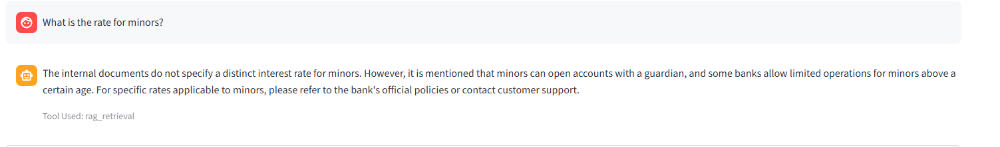 What is the rate for minors?
The internal documents do not specify a distinct interest rate for minors. However, it is mentioned that minors can open accounts with a guardian, and some banks allow limited operations for minors above a
certain age. For specific rates applicable to minors, please refer to the bank's official policies or contact customer support.
Tool Used: rag_retrieval